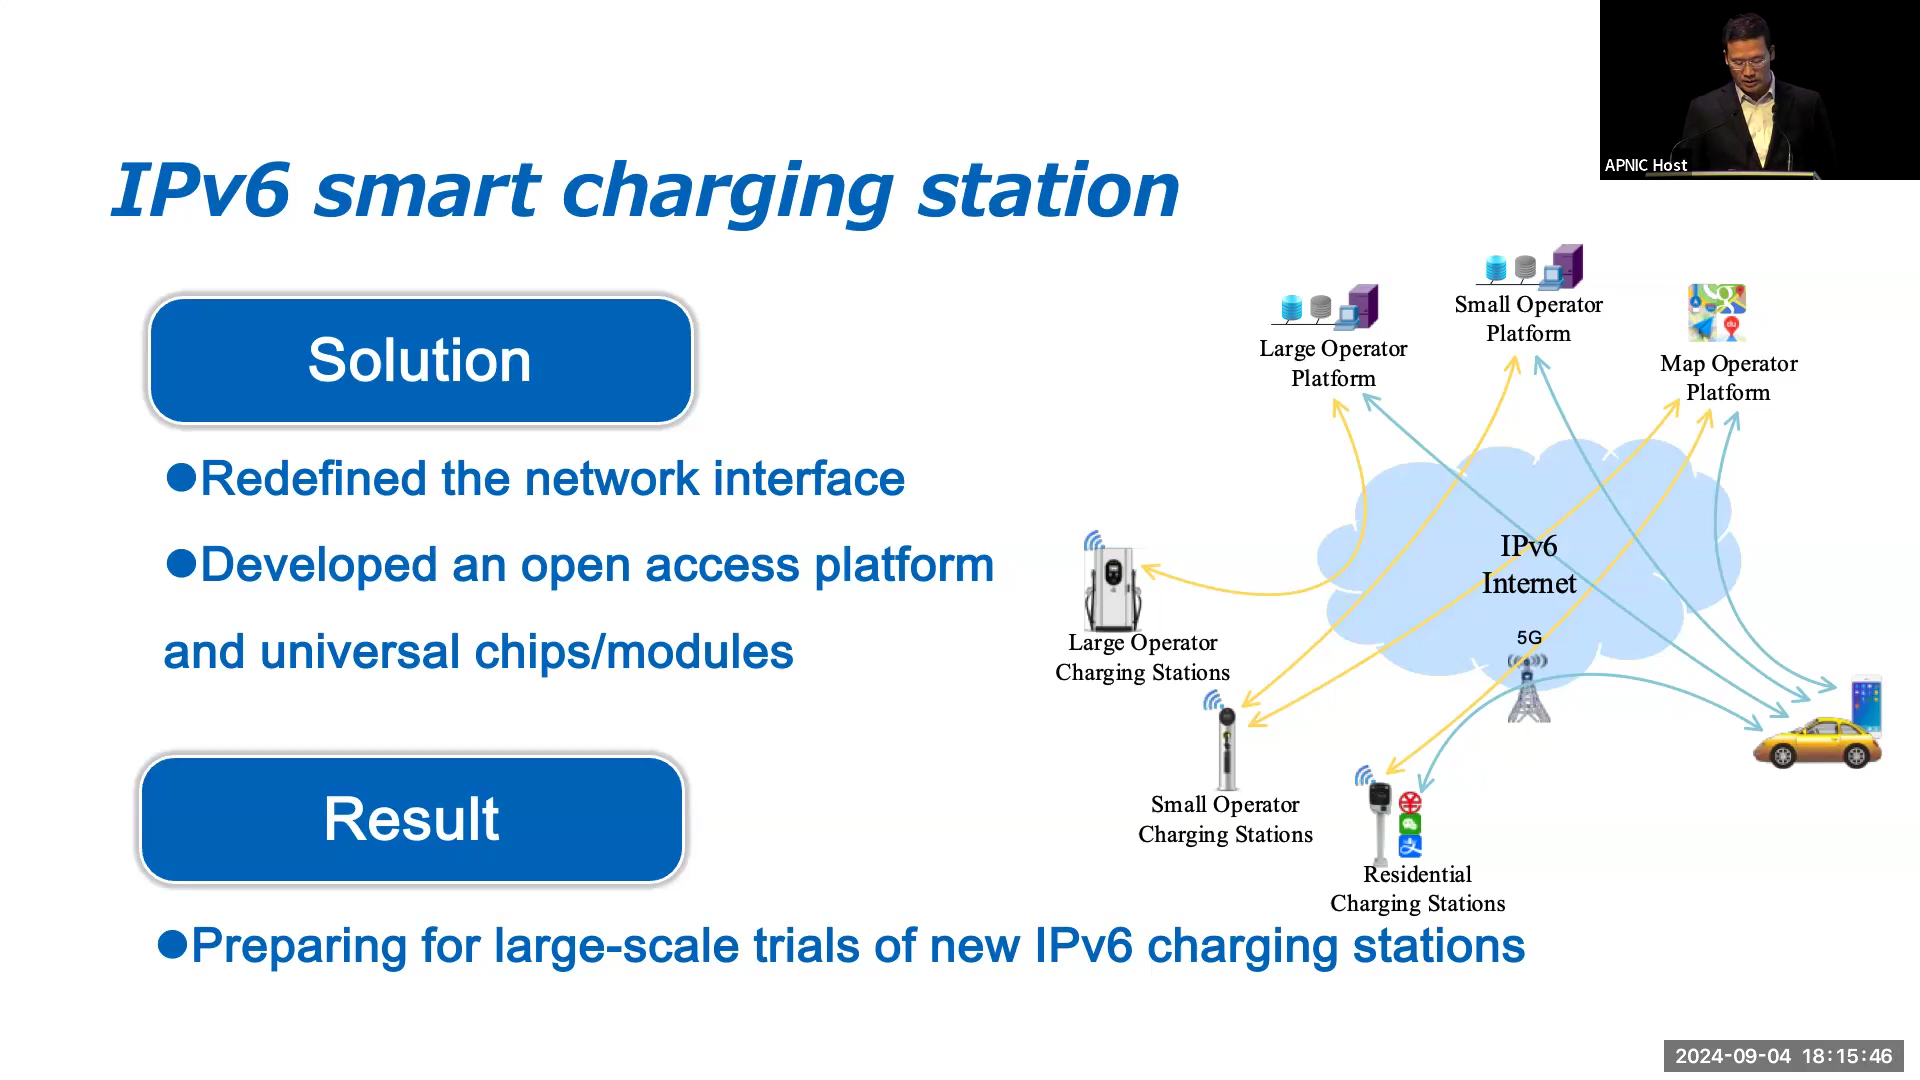 APNIC Host
IPv6 smart charging station
Solution
●Redefined the network interface
●Developed an open access platform
and universal chips/modules
Result
●Preparing for large-scale trials of new IPv6 charging stations
Small Operator
Platform
Large Operator
Platform
Map Operator
Platform
IPv6
Internet
5G
Large Operator
Charging Stations
Small Operator
Charging Stations
Residential
Charging Stations
2024-09-04 18:15:46